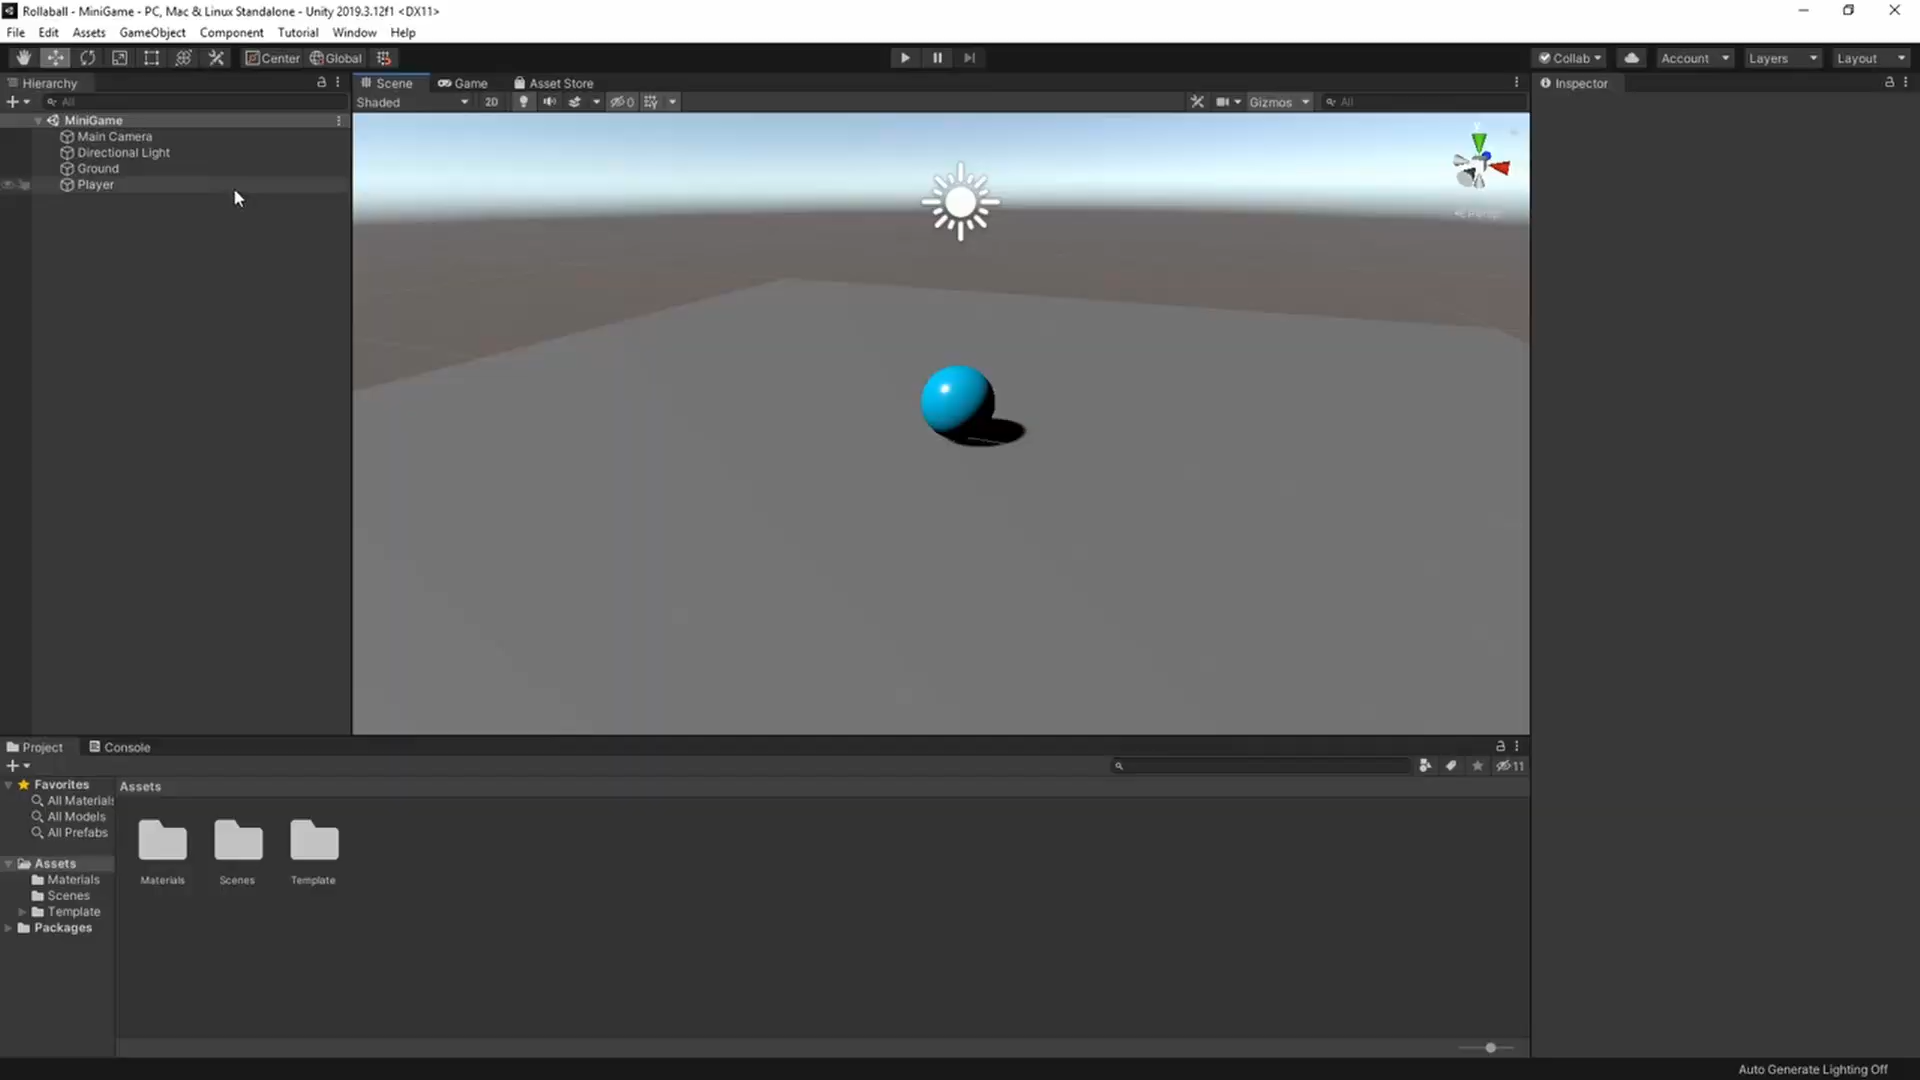 Rollaball - MiniGame - PC, Mac & Linux Standalone - Unity 2019.3.12f1 <DX11>
File Edit Assets GameObject Component Tutorial Window Help
Center Global Collab Account Layers Layout
Hierarchy
All
MiniGame
Main Camera
Directional Light
Ground
Player
Scene Game Asset Store
Shaded 2D 0 Gizmos All
Y
Inspector
Project Console
11
Favorites
All Materials
All Models
All Prefabs
Assets
Materials
Scenes
Template
Packages
Assets
Materials Scenes Template
Auto Generate Lighting Off